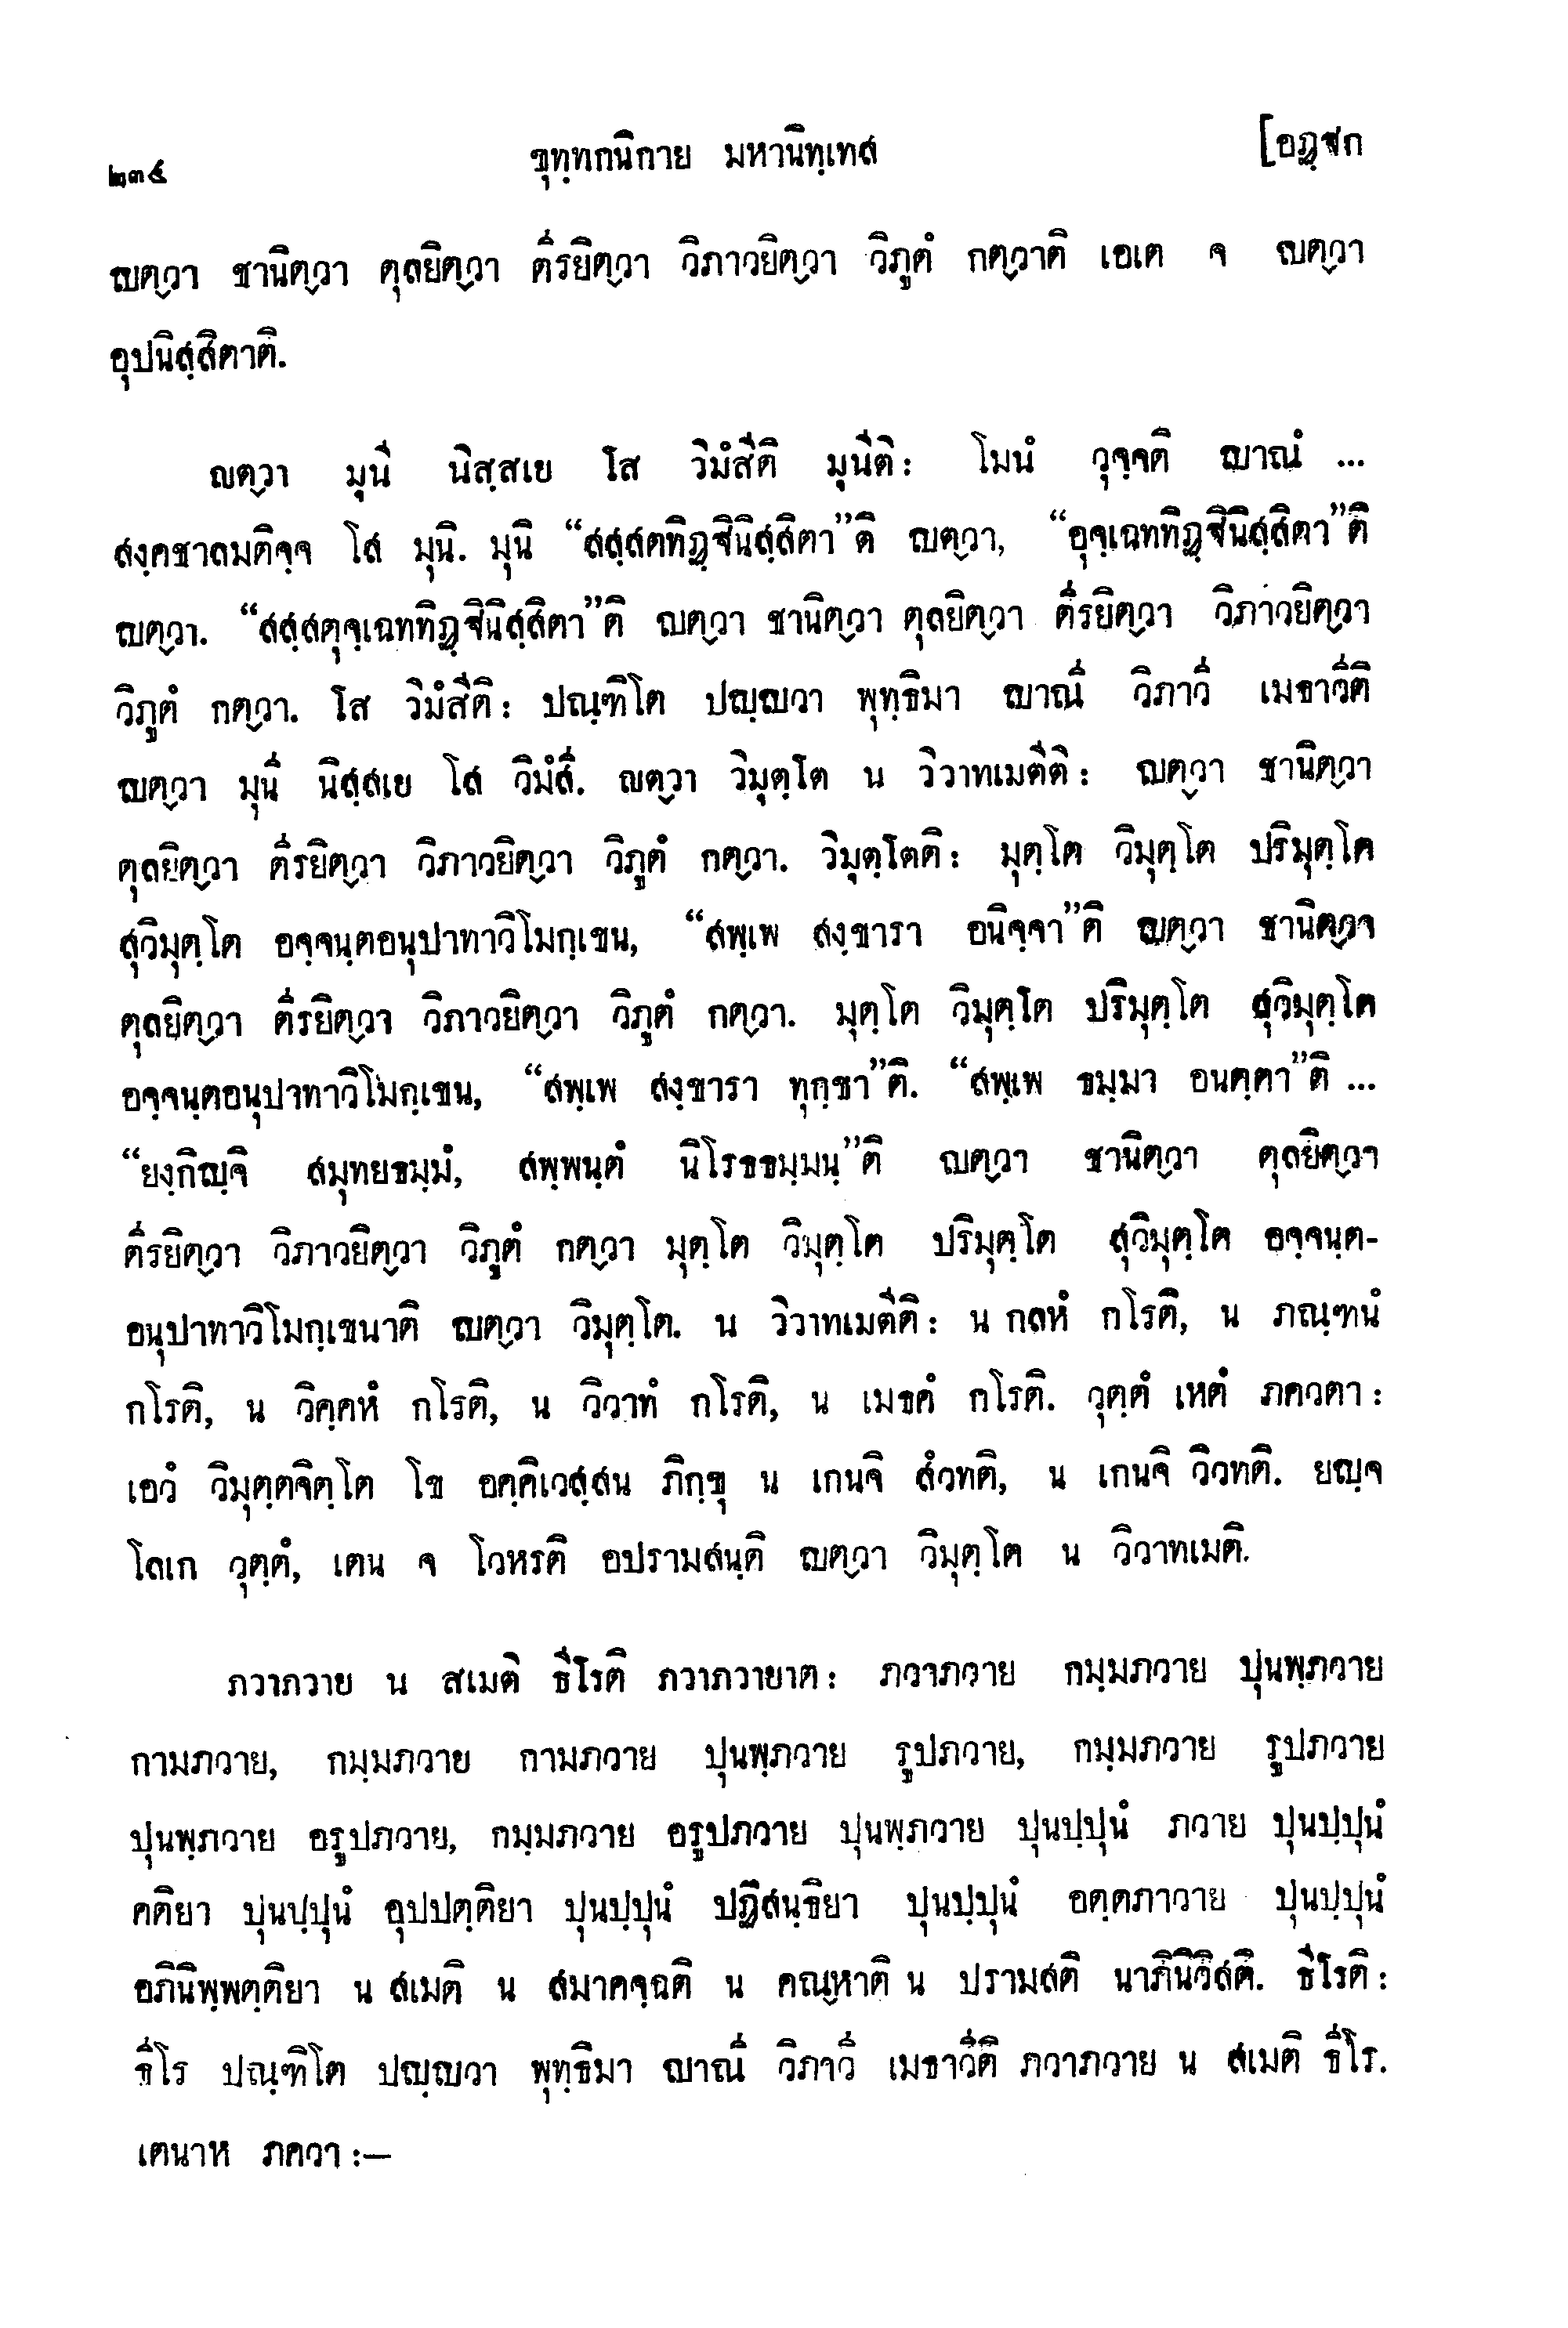 ๒๓๔ ขุทฺทกนิกาย มหานิทฺเทส [อฏฺฐก
ญตฺวา ชานิตฺวา ตุลยิตฺวา ตีรยิตฺวา วิภาวยิตฺวา วิภูตํ กตฺวาติ เอเต จ ญตฺวา
อุปนิสฺสิตาติ.
ญตฺวา มุนี นิสฺสเย โส วิมํสีติ มุนีติ: โมนํ วุจฺจติ ญาณํ ...
สงฺคชาลมติจฺจ โส มุนิ. มุนิ “สสฺสตทิฏฺฐินิสฺสิตา”ติ ญตฺวา, “อุจฺเฉททิฏฺฐินิสฺสิตา”ติ
ญตฺวา. “สสฺสตุจฺเฉททิฏฺฐินิสฺสิตา”ติ ญตฺวา ชานิตฺวา ตุลยิตฺวา ตีรยิตฺวา วิภาวยิตฺวา
วิภูตํ กตฺวา. โส วิมํสีติ: ปณฺฑิโต ปญฺญวา พุทฺธิมา ญาณี วิภาวี เมธาวีติ
ญตฺวา มุนี นิสฺสเย โส วิมํสี. ญตฺวา วิมุตฺโต น วิวาทเมตีติ: ญตฺวา ชานิตฺวา
ตุลยิตฺวา ตีรยิตฺวา วิภาวยิตฺวา วิภูตํ กตฺวา. วิมุตฺโตติ: มุตฺโต วิมุตฺโต ปริมุตฺโต
สุวิมุตฺโต อจฺจนฺตอนุปาทาวิโมกฺเขน, “สพฺเพ สงฺขารา อนิจฺจา”ติ ญตฺวา ชานิตฺวา
ตุลยิตฺวา ตีรยิตฺวา วิภาวยิตฺวา วิภูตํ กตฺวา. มุตฺโต วิมุตฺโต ปริมุตฺโต สุวิมุตฺโต
อจฺจนฺตอนุปาทาวิโมกฺเขน, “สพฺเพ สงฺขารา ทุกฺขา”ติ. “สพฺเพ ธมฺมา อนตฺตา”ติ ...
“ยงฺกิญฺจิ สมุทยธมฺมํ, สพฺพนฺตํ นิโรธธมฺมนฺ”ติ ญตฺวา ชานิตฺวา ตุลยิตฺวา
ตีรยิตฺวา วิภาวยิตฺวา วิภูตํ กตฺวา มุตฺโต วิมุตฺโต ปริมุตฺโต สุวิมุตฺโต อจฺจนฺต-
อนุปาทาวิโมกฺเขนาติ ญตฺวา วิมุตฺโต. น วิวาทเมตีติ: น กลหํ กโรติ, น ภณฺฑนํ
กโรติ, น วิคฺคหํ กโรติ, น วิวาทํ กโรติ, น เมธคํ กโรติ. วุตฺตํ เหตํ ภควตา:
เอวํ วิมุตฺตจิตฺโต โข อคฺคิเวสฺสน ภิกฺขุ น เกนจิ สํวทติ, น เกนจิ วิวทติ. ยญฺจ
โลเก วุตฺตํ, เตน จ โวหรติ อปรามสนฺติ ญตฺวา วิมุตฺโต น วิวาทเมติ.
ภวาภวาย น สเมติ ธีโรติ ภวาภวายาต: ภวาภวาย กมฺมภวาย ปุนพฺภวาย
กามภวาย, กมฺมภวาย กามภวาย ปุนพฺภวาย รูปภวาย, กมฺมภวาย รูปภวาย
ปุนพฺภวาย อรูปภวาย, กมฺมภวาย อรูปภวาย ปุนพฺภวาย ปุนปฺปุนํ ภวาย ปุนปฺปุนํ
คติยา ปุนปฺปุนํ อุปปตฺติยา ปุนปฺปุนํ ปฏิสนฺธิยา ปุนปฺปุนํ อตฺตภาวาย ปุนปฺปุนํ
อภินิพฺพตฺติยา น สเมติ น สมาคจฺฉติ น คณฺหาติ น ปรามสติ นาภินิวิสติ. ธีโรติ:
ธีโร ปณฺฑิโต ปญฺญวา พุทฺธิมา ญาณี วิภาวี เมธาวีติ ภวาภวาย น สเมติ ธีโร.
เตนาห ภควา :—